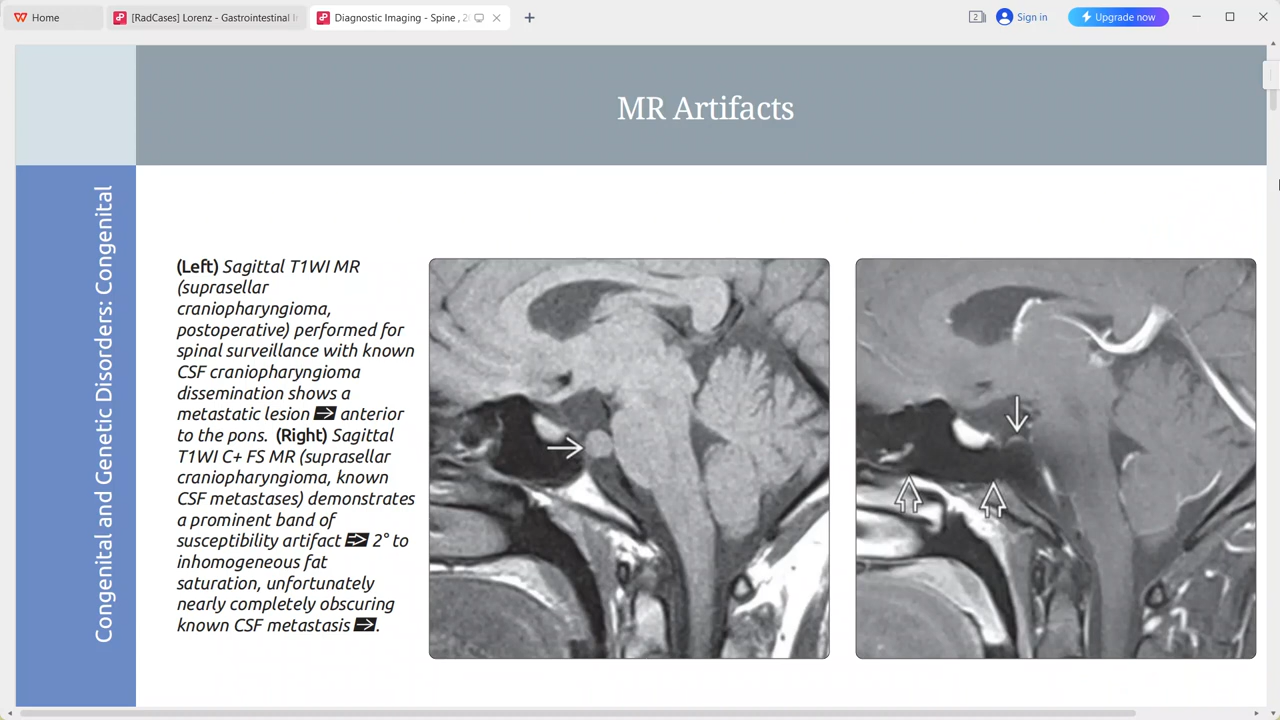 Home
[RadCases] Lorenz - Gastrointestinal I
Diagnostic Imaging - Spine , 2
2
Sign in
Upgrade now
MR Artifacts
Congenital and Genetic Disorders: Congenital
(Left) Sagittal T1WI MR
(suprasellar
craniopharyngioma,
postoperative) performed for
spinal surveillance with known
CSF craniopharyngioma
dissemination shows a
metastatic lesion ➡ anterior
to the pons. (Right) Sagittal
T1WI C+ FS MR (suprasellar
craniopharyngioma, known
CSF metastases) demonstrates
a prominent band of
susceptibility artifact ➡ 2° to
inhomogeneous fat
saturation, unfortunately
nearly completely obscuring
known CSF metastasis ➡.